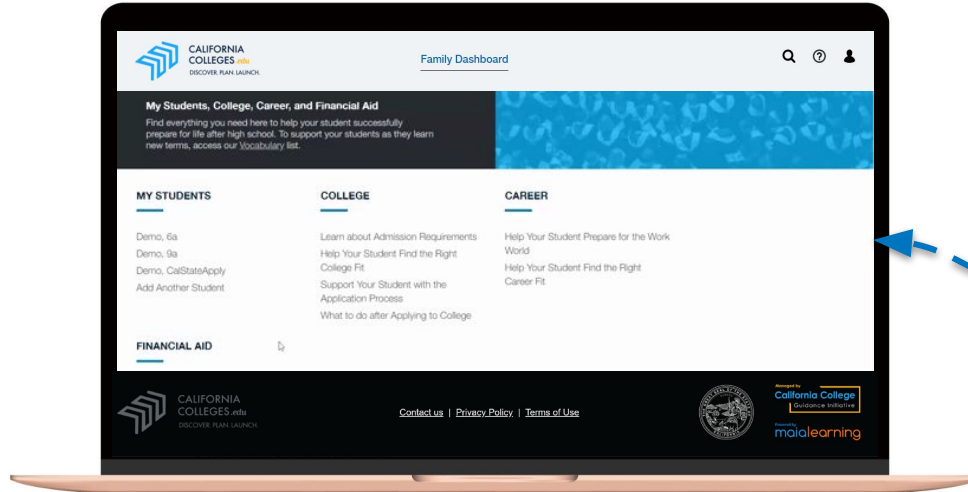 CALIFORNIA
COLLEGES.edu
DISCOVER. PLAN. LAUNCH.
Family Dashboard
My Students, College, Career, and Financial Aid
Find everything you need here to help your student successfully
prepare for life after high school. To support your students as they learn
new terms, access our Vocabulary list.
MY STUDENTS
Demo, 6a
Demo, 9a
Demo, CalStateApply
Add Another Student
COLLEGE
Learn about Admission Requirements
Help Your Student Find the Right
College Fit
Support Your Student with the
Application Process
What to do after Applying to College
CAREER
Help Your Student Prepare for the Work
World
Help Your Student Find the Right
Career Fit
FINANCIAL AID
CALIFORNIA
COLLEGES.edu
DISCOVER. PLAN. LAUNCH.
Contact us | Privacy Policy | Terms of Use
Managed by
California College
Guidance Initiative
Powered by
maialearning